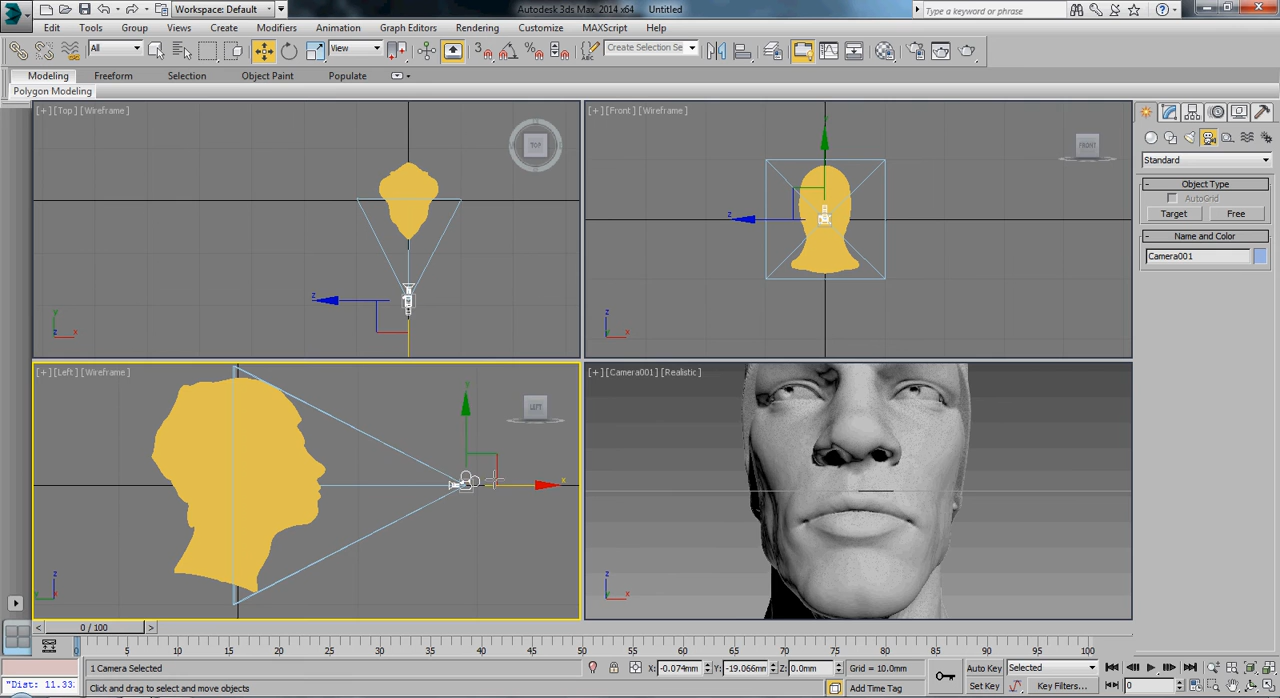 Workspace: Default
Autodesk 3ds Max 2014 x64 Untitled
Type a keyword or phrase
Edit Tools Group Views Create Modifiers Animation Graph Editors Rendering Customize MAXScript Help
All
View
3
Create Selection Se
Modeling Freeform Selection Object Paint Populate
Polygon Modeling
[+] [Top] [Wireframe]
TOP
z
y
z x
[+] [Front] [Wireframe]
FRONT
y
z
z
y x
Standard
- Object Type
AutoGrid
Target Free
- Name and Color
Camera001
[+] [Left] [Wireframe]
LEFT
y
x
z
y x
[+] [Camera001] [Realistic]
z
y x
< 0 / 100 >
0 5 10 15 20 25 30 35 40 45 50 55 60 65 70 75 80 85 90 95 100
1 Camera Selected
X: -0.074mm Y: -19.066mm Z: 0.0mm
Grid = 10.0mm
Auto Key
Selected
"Dist: 11.33
Click and drag to select and move objects
Add Time Tag
Set Key
Key Filters...
0